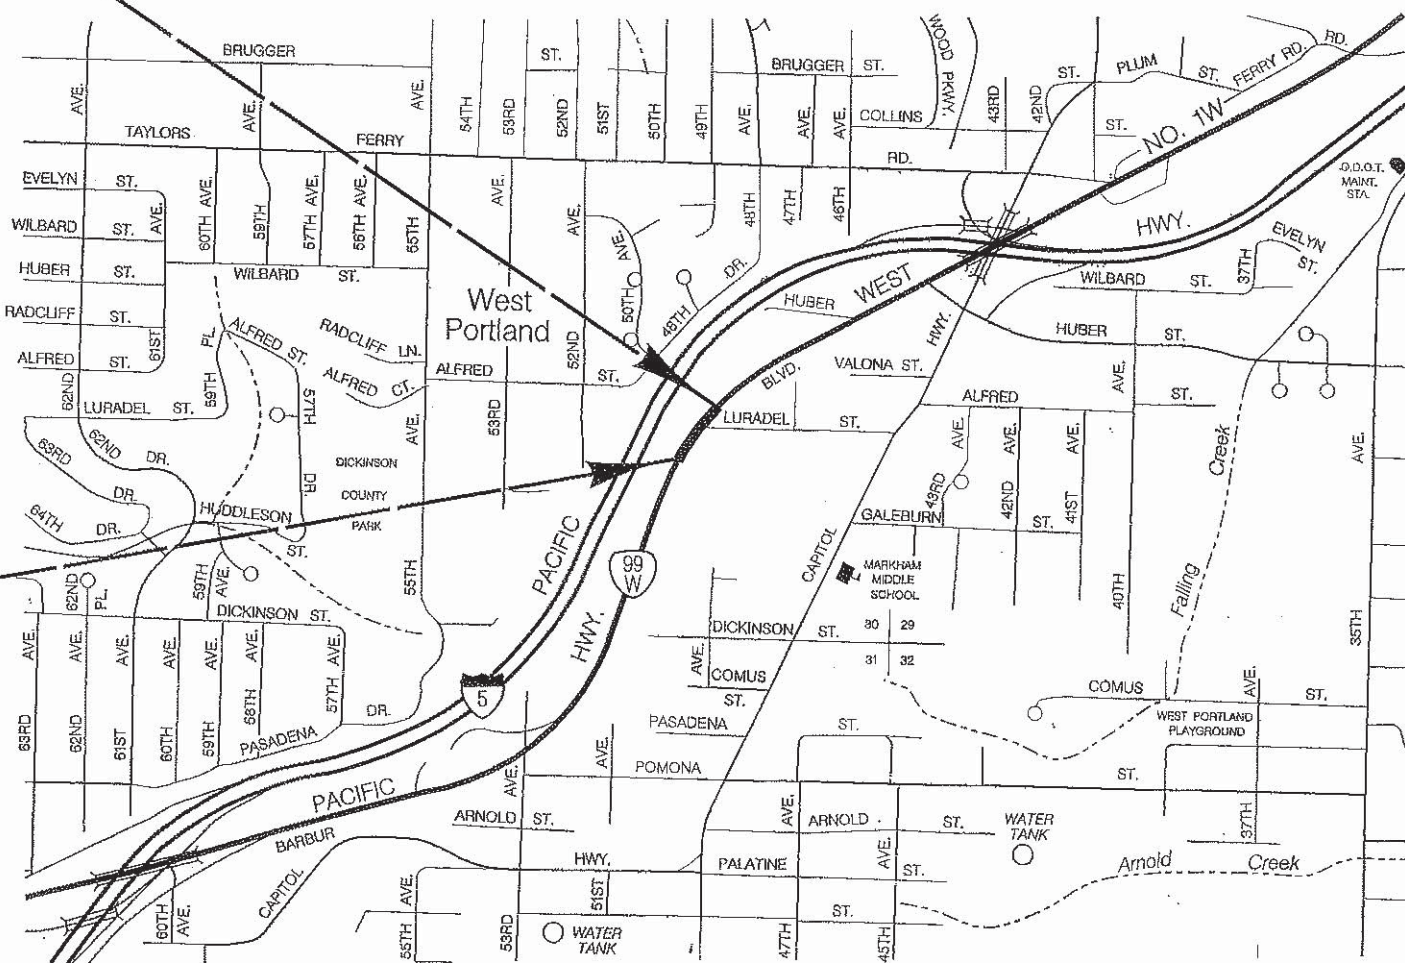 BRUGGER
ST.
BRUGGER ST.
WOOD PKWY.
ST.
PLUM
ST.
FERRY RD.
RD.
AVE.
AVE.
AVE.
54TH
53RD
52ND
51ST
50TH
49TH
AVE.
AVE.
AVE.
COLLINS
43RD
42ND
ST.
NO. 1W
TAYLORS
FERRY
RD.
O.D.O.T.
MAINT.
STA.
EVELYN
ST.
AVE.
60TH AVE.
59TH
57TH AVE.
56TH AVE.
55TH
AVE.
AVE.
AVE.
48TH
47TH
46TH
HWY.
EVELYN
ST.
37TH
WILBARD
ST.
WILBARD
ST.
WILBARD
ST.
HUBER
ST.
West
Portland
50TH
48TH
DR.
HUBER
WEST
HWY.
HUBER
ST.
RADCLIFF
ST.
61ST
PL.
ALFRED ST.
RADCLIFF LN.
52ND
BLVD.
VALONA ST.
ALFRED
ST.
62ND
59TH
ALFRED CT.
ALFRED
ST.
ALFRED
ST.
AVE.
LURADEL
ST.
57TH
DR.
AVE.
53RD
LURADEL
ST.
AVE.
AVE.
AVE.
AVE.
Creek
63RD
DR.
62ND
DR.
DICKINSON
COUNTY
PARK
43RD
42ND
41ST
64TH
DR.
HUDDLESON
ST.
PACIFIC
CAPITOL
GALEBURN
ST.
99
W
MARKHAM
MIDDLE
SCHOOL
40TH
Falling
35TH
62ND
PL.
59TH
AVE.
55TH
DICKINSON ST.
HWY.
DICKINSON
ST.
30
29
31
32
AVE.
AVE.
AVE.
AVE.
AVE.
AVE.
AVE.
AVE.
COMUS
ST.
COMUS
AVE.
ST.
63RD
62ND
61ST
60TH
59TH
58TH
57TH
DR.
5
PASADENA
PASADENA
ST.
WEST PORTLAND
PLAYGROUND
AVE.
AVE.
POMONA
ST.
PACIFIC
BARBUR
ARNOLD
ST.
AVE.
ARNOLD
ST.
WATER
TANK
37TH
CAPITOL
HWY.
PALATINE
AVE.
ST.
Arnold
Creek
60TH
AVE.
AVE.
55TH
53RD
51ST
WATER
TANK
47TH
ST.
45TH